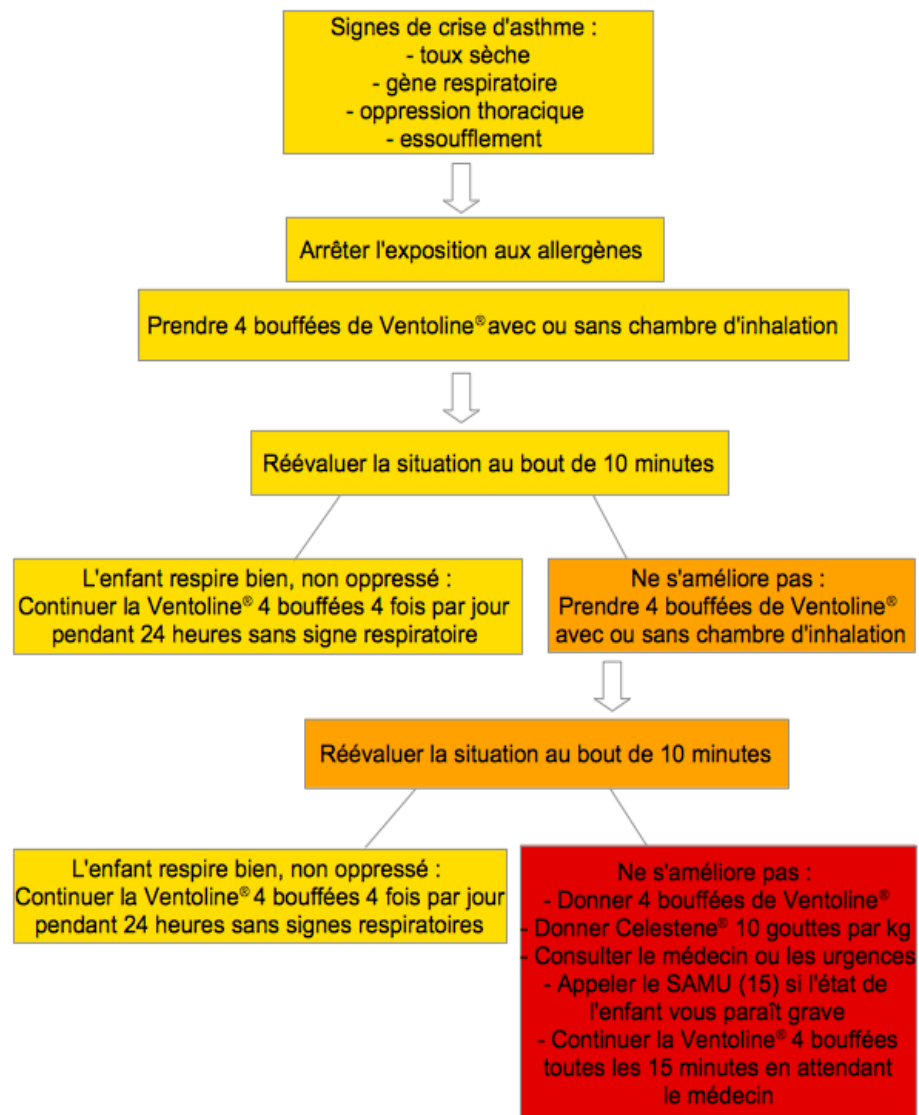 Signes de crise d'asthme :
- toux sèche
- gène respiratoire
- oppression thoracique
- essoufflement
Arrêter l'exposition aux allergènes
Prendre 4 bouffées de Ventoline® avec ou sans chambre d'inhalation
Réévaluer la situation au bout de 10 minutes
L'enfant respire bien, non oppressé :
Continuer la Ventoline® 4 bouffées 4 fois par jour
pendant 24 heures sans signe respiratoire
Ne s'améliore pas :
Prendre 4 bouffées de Ventoline®
avec ou sans chambre d'inhalation
Réévaluer la situation au bout de 10 minutes
L'enfant respire bien, non oppressé :
Continuer la Ventoline® 4 bouffées 4 fois par jour
pendant 24 heures sans signes respiratoires
Ne s'améliore pas :
- Donner 4 bouffées de Ventoline®
- Donner Celestene® 10 gouttes par kg
- Consulter le médecin ou les urgences
- Appeler le SAMU (15) si l'état de
l'enfant vous paraît grave
- Continuer la Ventoline® 4 bouffées
toutes les 15 minutes en attendant
le médecin